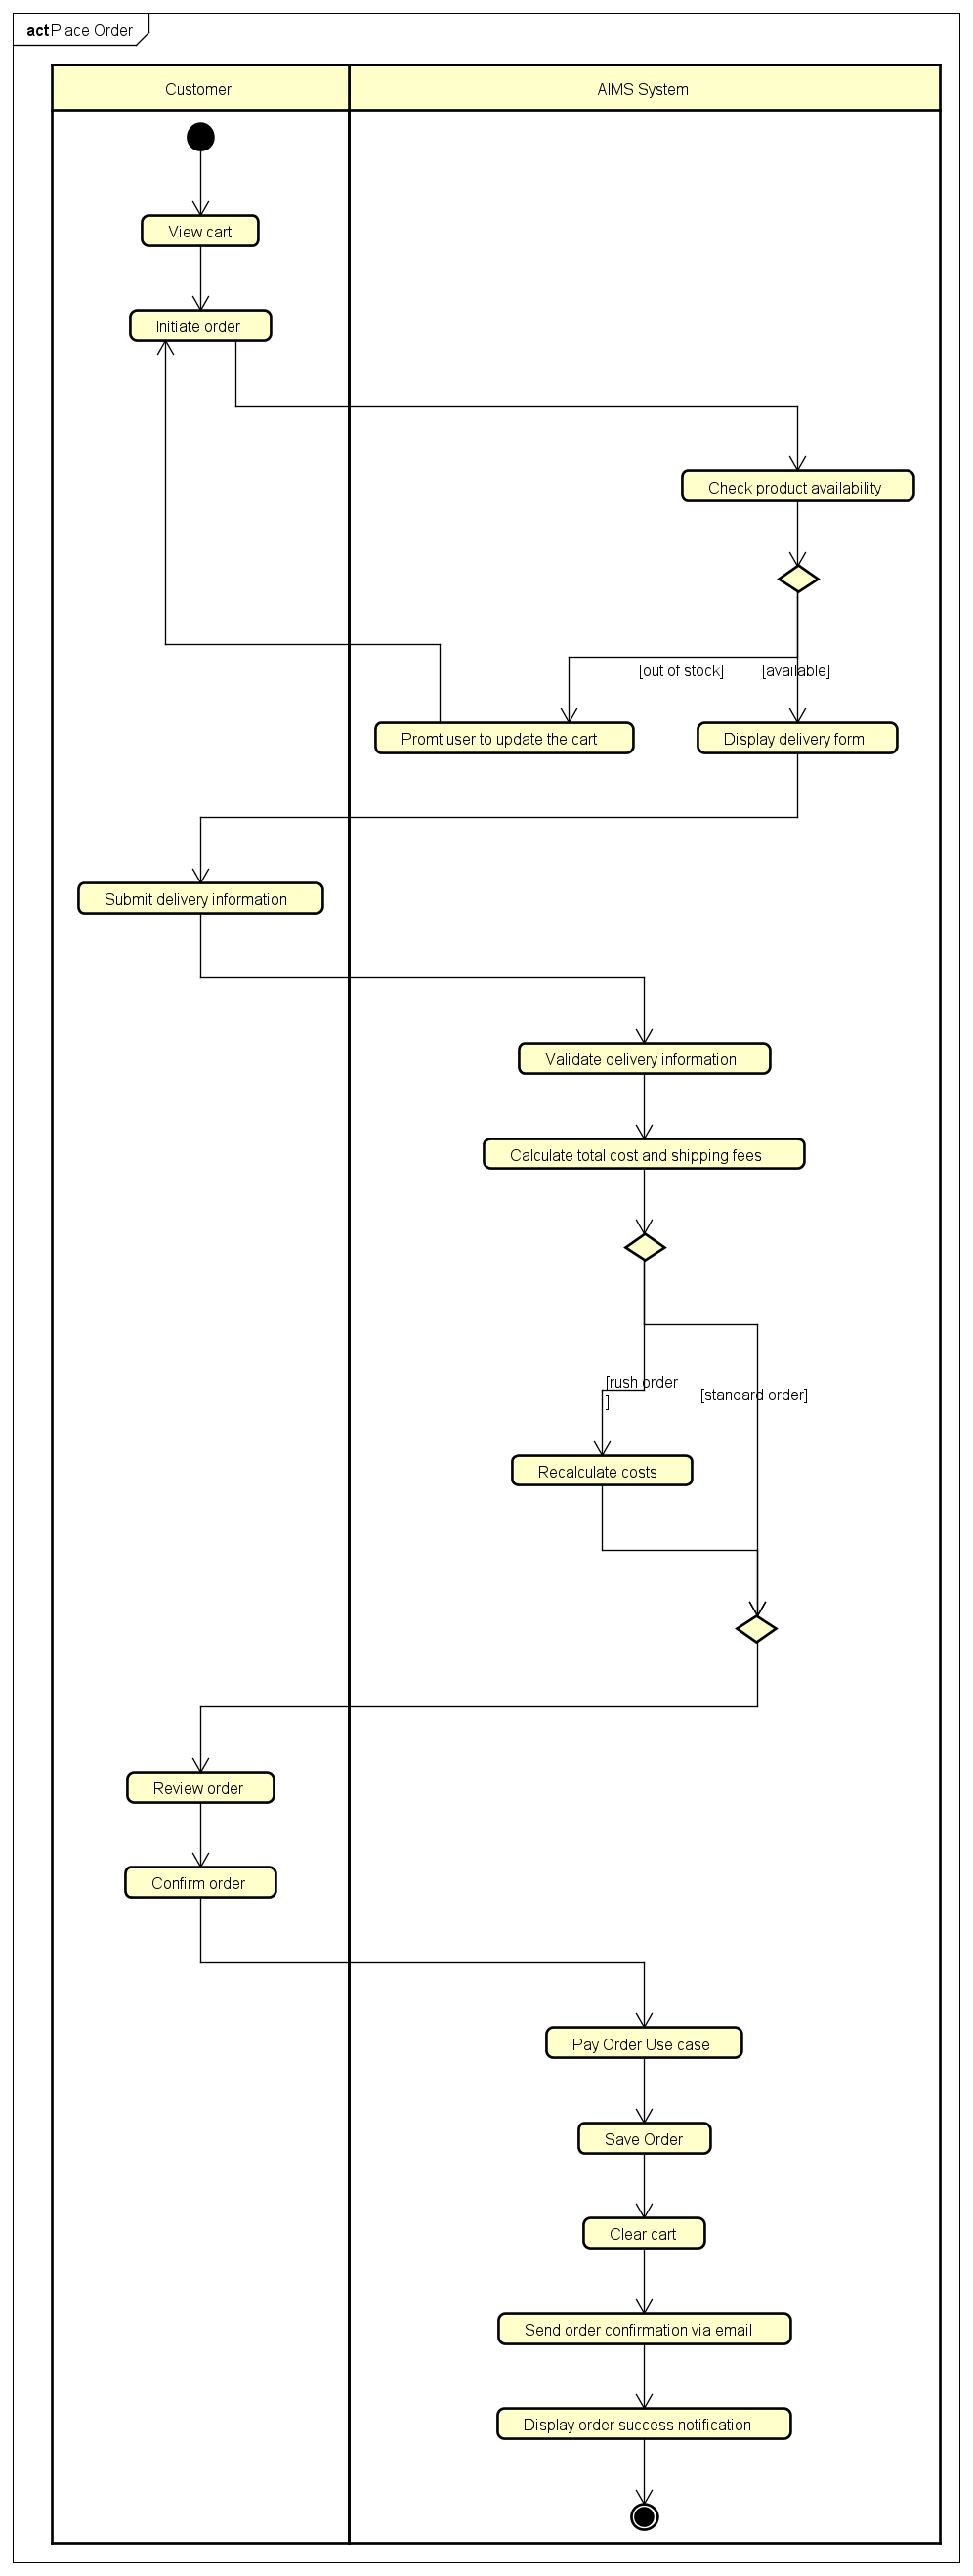 act Place Order
Customer
AIMS System
View cart
Initiate order
Check product availability
[out of stock]
[available]
Promt user to update the cart
Display delivery form
Submit delivery information
Validate delivery information
Calculate total cost and shipping fees
[rush order
]
[standard order]
Recalculate costs
Review order
Confirm order
Pay Order Use case
Save Order
Clear cart
Send order confirmation via email
Display order success notification